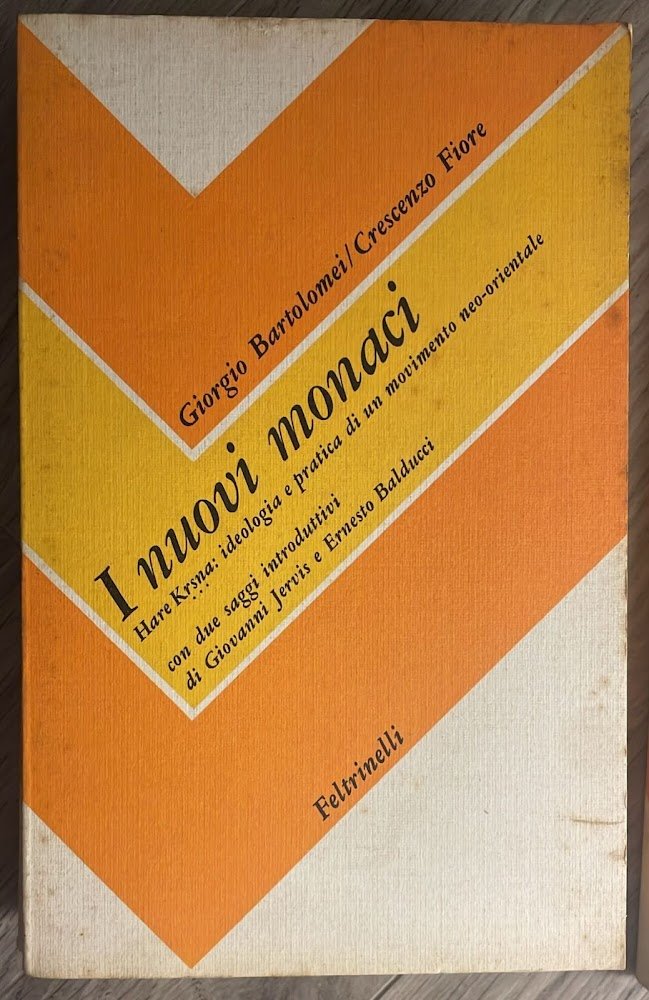 Giorgio Bartolomei/Crescenzo Fiore
I nuovi monaci
Hare Kṛṣṇa: ideologia e pratica di un movimento neo-orientale
con due saggi introduttivi
di Giovanni Jervis e Ernesto Balducci
Feltrinelli